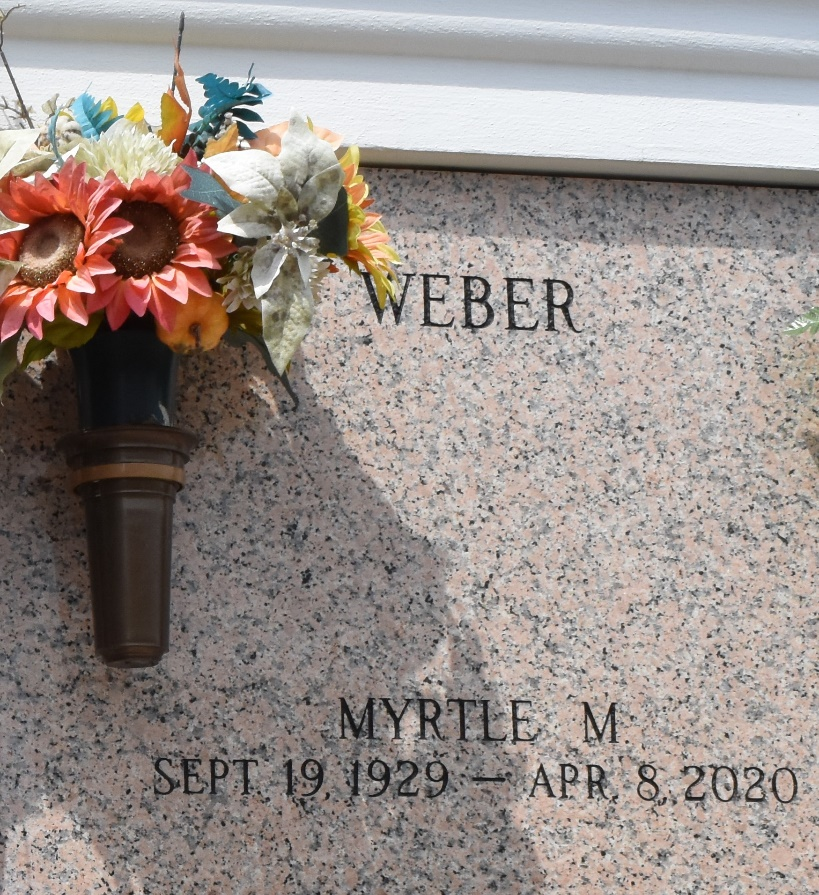 WEBER
MYRTLE M
SEPT. 19, 1929 — APR. 8, 2020